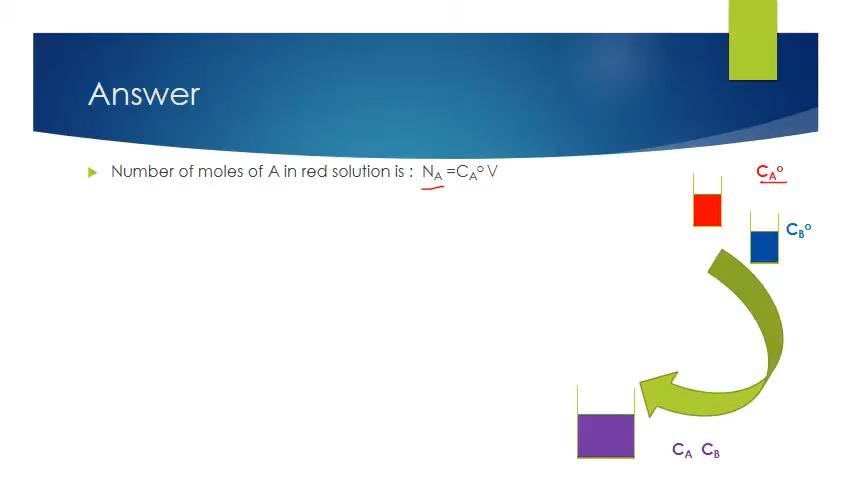 Answer
Number of moles of A in red solution is : N_A =C_A° V
C_A°
C_B°
C_A C_B